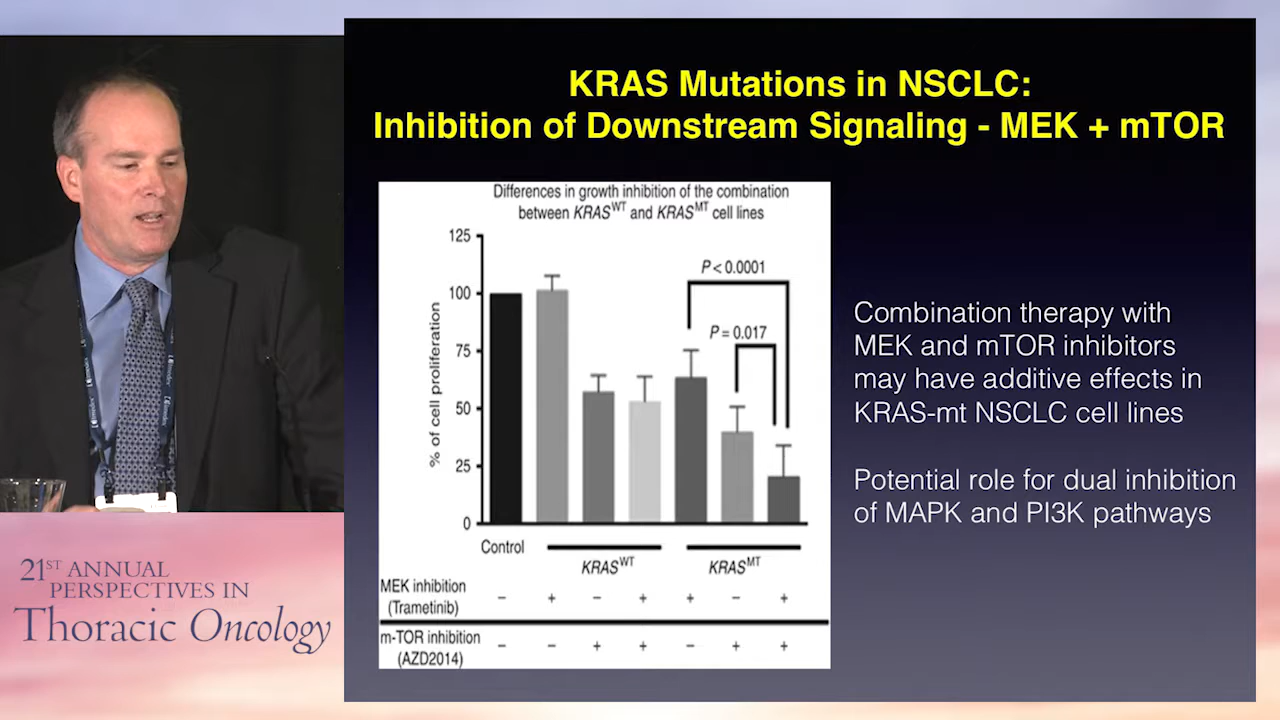 KRAS Mutations in NSCLC:
Inhibition of Downstream Signaling - MEK + mTOR
Differences in growth inhibition of the combination
between KRASᵂᵀ and KRASᴹᵀ cell lines
% of cell proliferation
125
100
75
50
25
0
P < 0.0001
P = 0.017
Control
KRASᵂᵀ
KRASᴹᵀ
MEK inhibition
(Trametinib)
– + – + + – +
m-TOR inhibition
(AZD2014)
– – + + – + +
Combination therapy with
MEK and mTOR inhibitors
may have additive effects in
KRAS-mt NSCLC cell lines
Potential role for dual inhibition
of MAPK and PI3K pathways
21ST ANNUAL
PERSPECTIVES IN
Thoracic Oncology